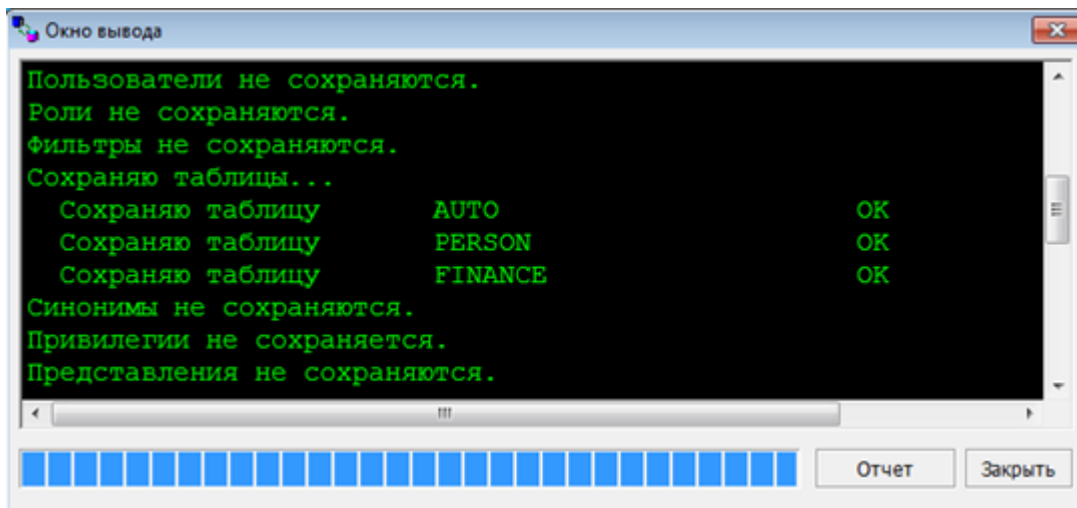 Окно вывода
Пользователи не сохраняются.
Роли не сохраняются.
Фильтры не сохраняются.
Сохраняю таблицы...
Сохраняю таблицу AUTO OK
Сохраняю таблицу PERSON OK
Сохраняю таблицу FINANCE OK
Синонимы не сохраняются.
Привилегии не сохраняется.
Представления не сохраняются.
Отчет Закрыть